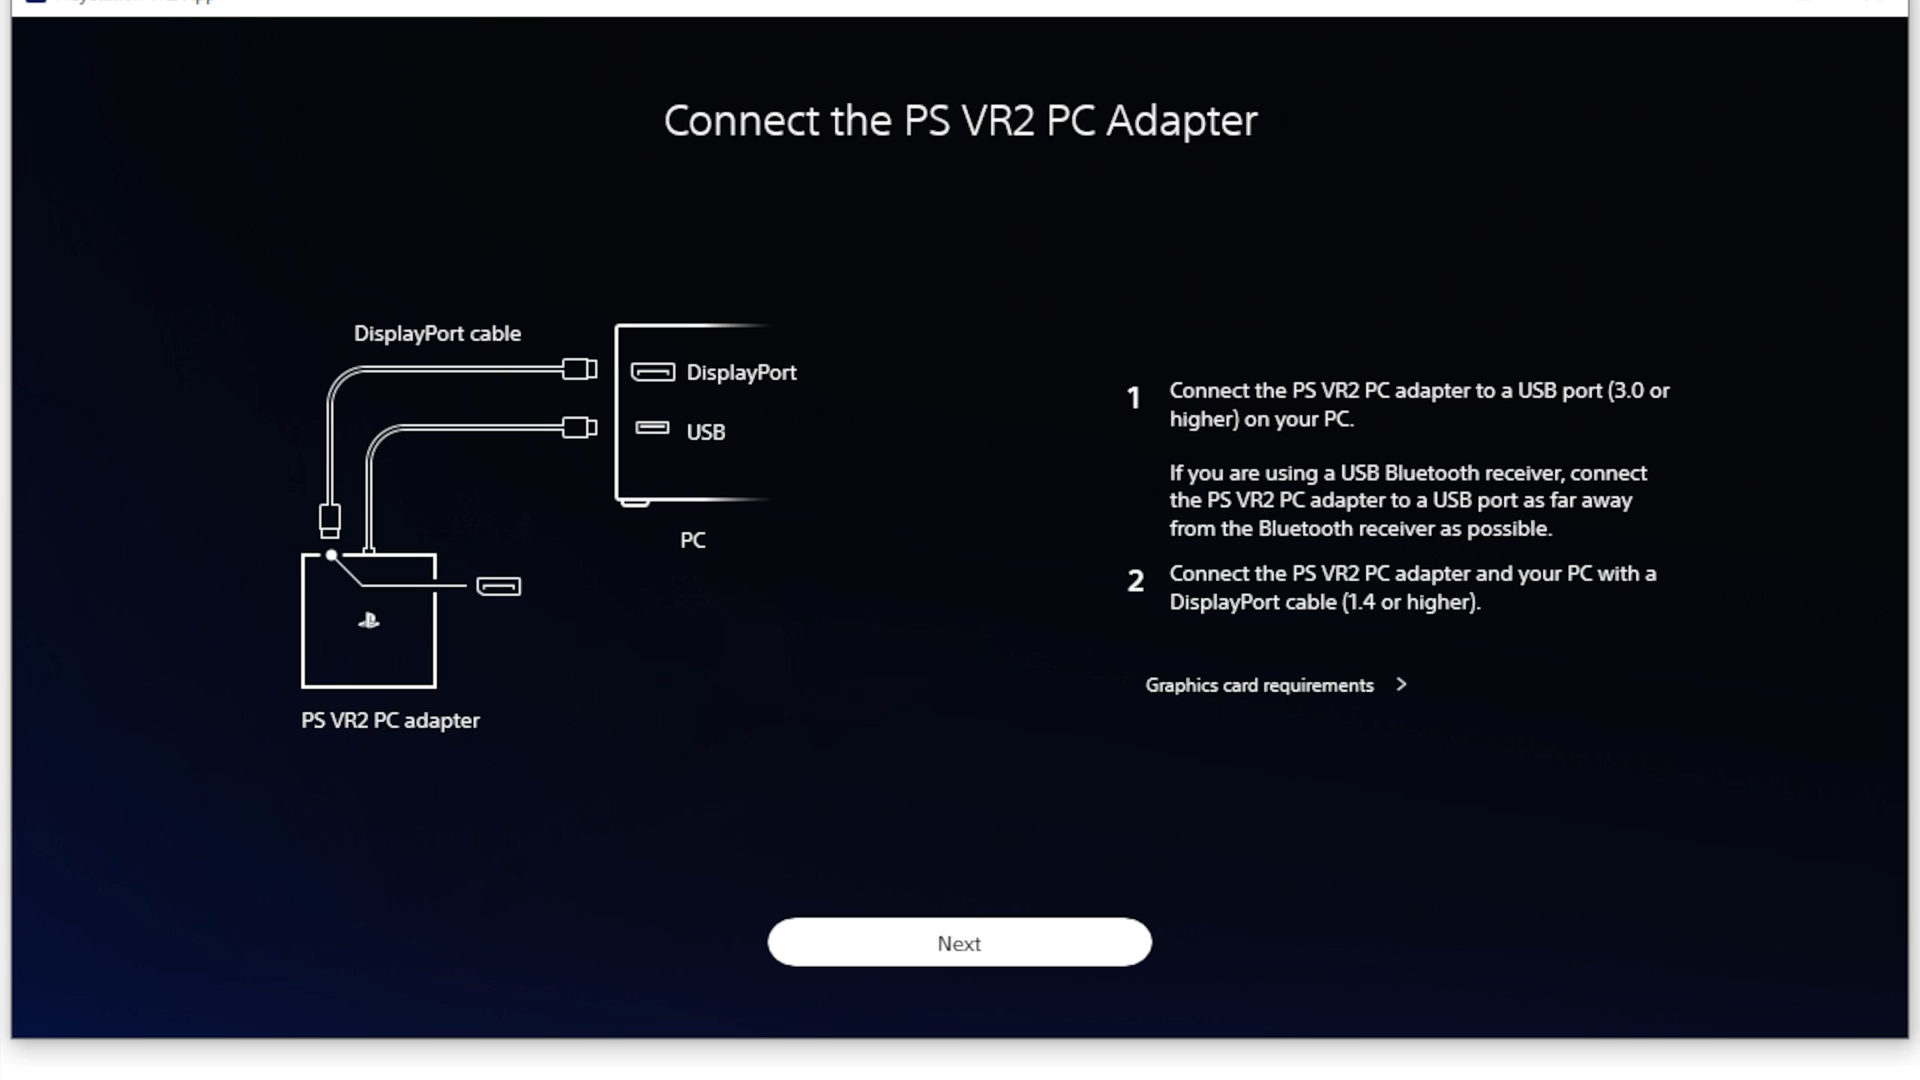 Connect the PS VR2 PC Adapter
DisplayPort cable
DisplayPort
USB
PC
PS VR2 PC adapter
1 Connect the PS VR2 PC adapter to a USB port (3.0 or
higher) on your PC.
If you are using a USB Bluetooth receiver, connect
the PS VR2 PC adapter to a USB port as far away
from the Bluetooth receiver as possible.
2 Connect the PS VR2 PC adapter and your PC with a
DisplayPort cable (1.4 or higher).
Graphics card requirements >
Next